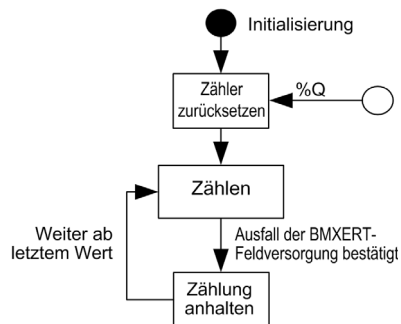 Initialisierung
Zähler
zurücksetzen
%Q
Zählen
Weiter ab
letztem Wert
Ausfall der BMXERT-
Feldversorgung bestätigt
Zählung
anhalten